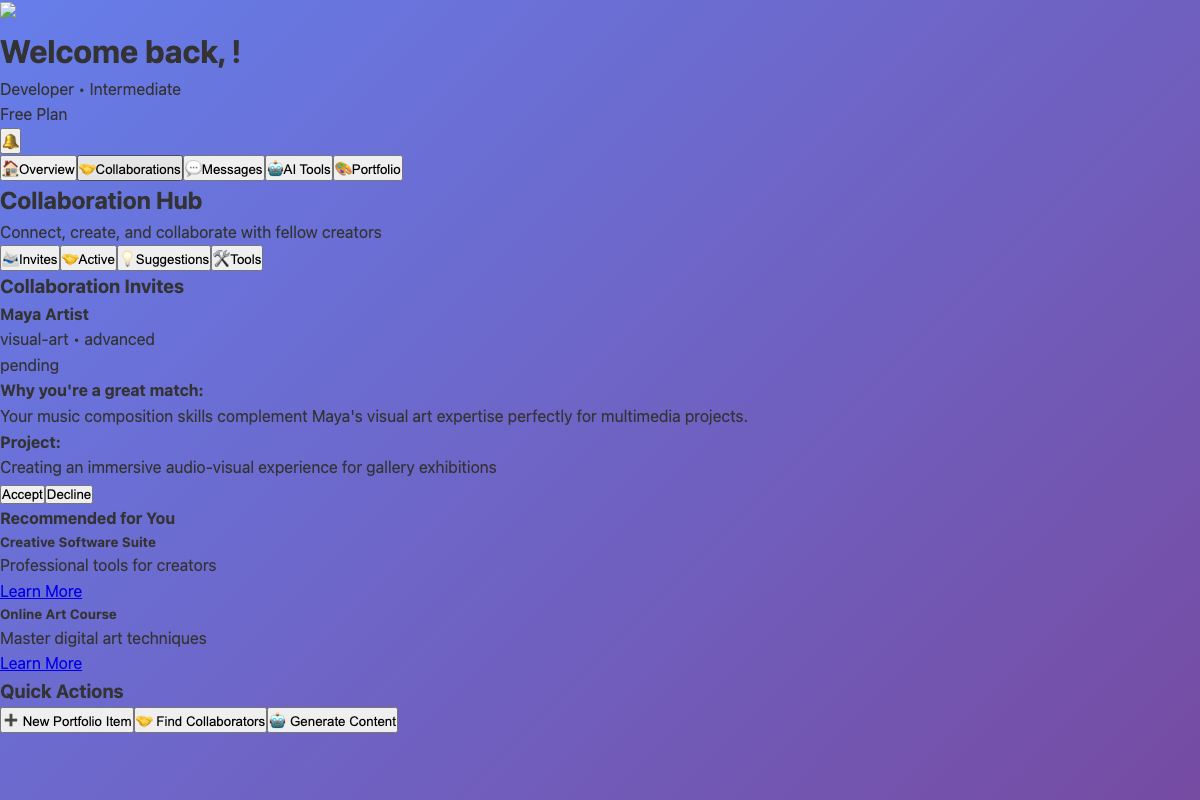 Welcome back, !
Developer • Intermediate
Free Plan
🔔
🏠Overview 🤝Collaborations 💬Messages 🤖AI Tools 🎨Portfolio
Collaboration Hub
Connect, create, and collaborate with fellow creators
📨Invites 🤝Active 💡Suggestions 🛠️Tools
Collaboration Invites
Maya Artist
visual-art • advanced
pending
Why you're a great match:
Your music composition skills complement Maya's visual art expertise perfectly for multimedia projects.
Project:
Creating an immersive audio-visual experience for gallery exhibitions
Accept Decline
Recommended for You
Creative Software Suite
Professional tools for creators
Learn More
Online Art Course
Master digital art techniques
Learn More
Quick Actions
➕ New Portfolio Item 🤝 Find Collaborators 🤖 Generate Content